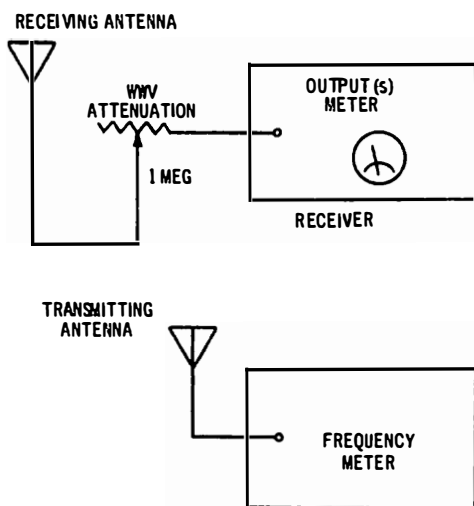 RECEIVING ANTENNA
WWV
ATTENUATION
1 MEG
OUTPUT (s)
METER
RECEIVER
TRANSMITTING
ANTENNA
FREQUENCY
METER